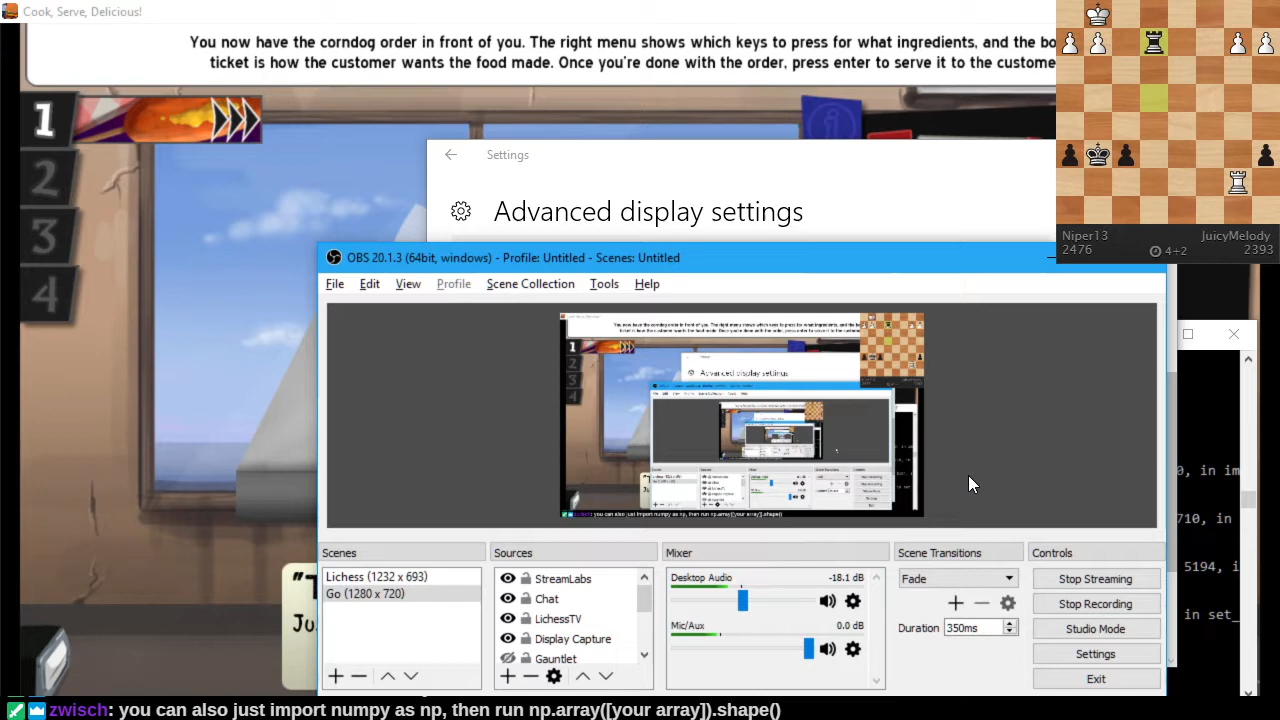 Cook, Serve, Delicious!
You now have the corndog order in front of you. The right menu shows which keys to press for what ingredients, and the bo
ticket is how the customer wants the food made. Once you're done with the order, press enter to serve it to the custome
1
2
3
4
Settings
Advanced display settings
Niper13
2476
4+2
JuicyMelody
2393
OBS 20.1.3 (64bit, windows) - Profile: Untitled - Scenes: Untitled
File Edit View Profile Scene Collection Tools Help
0, in im
710, in
5194, in
in set_
Scenes
Lichess (1232 x 693)
Go (1280 x 720)
Sources
StreamLabs
Chat
LichessTV
Display Capture
Gauntlet
Mixer
Desktop Audio -18.1 dB
Mic/Aux 0.0 dB
Scene Transitions
Fade
Duration 350ms
Controls
Stop Streaming
Stop Recording
Studio Mode
Settings
Exit
"T
Ju
zwisch: you can also just import numpy as np, then run np.array([your array]).shape()